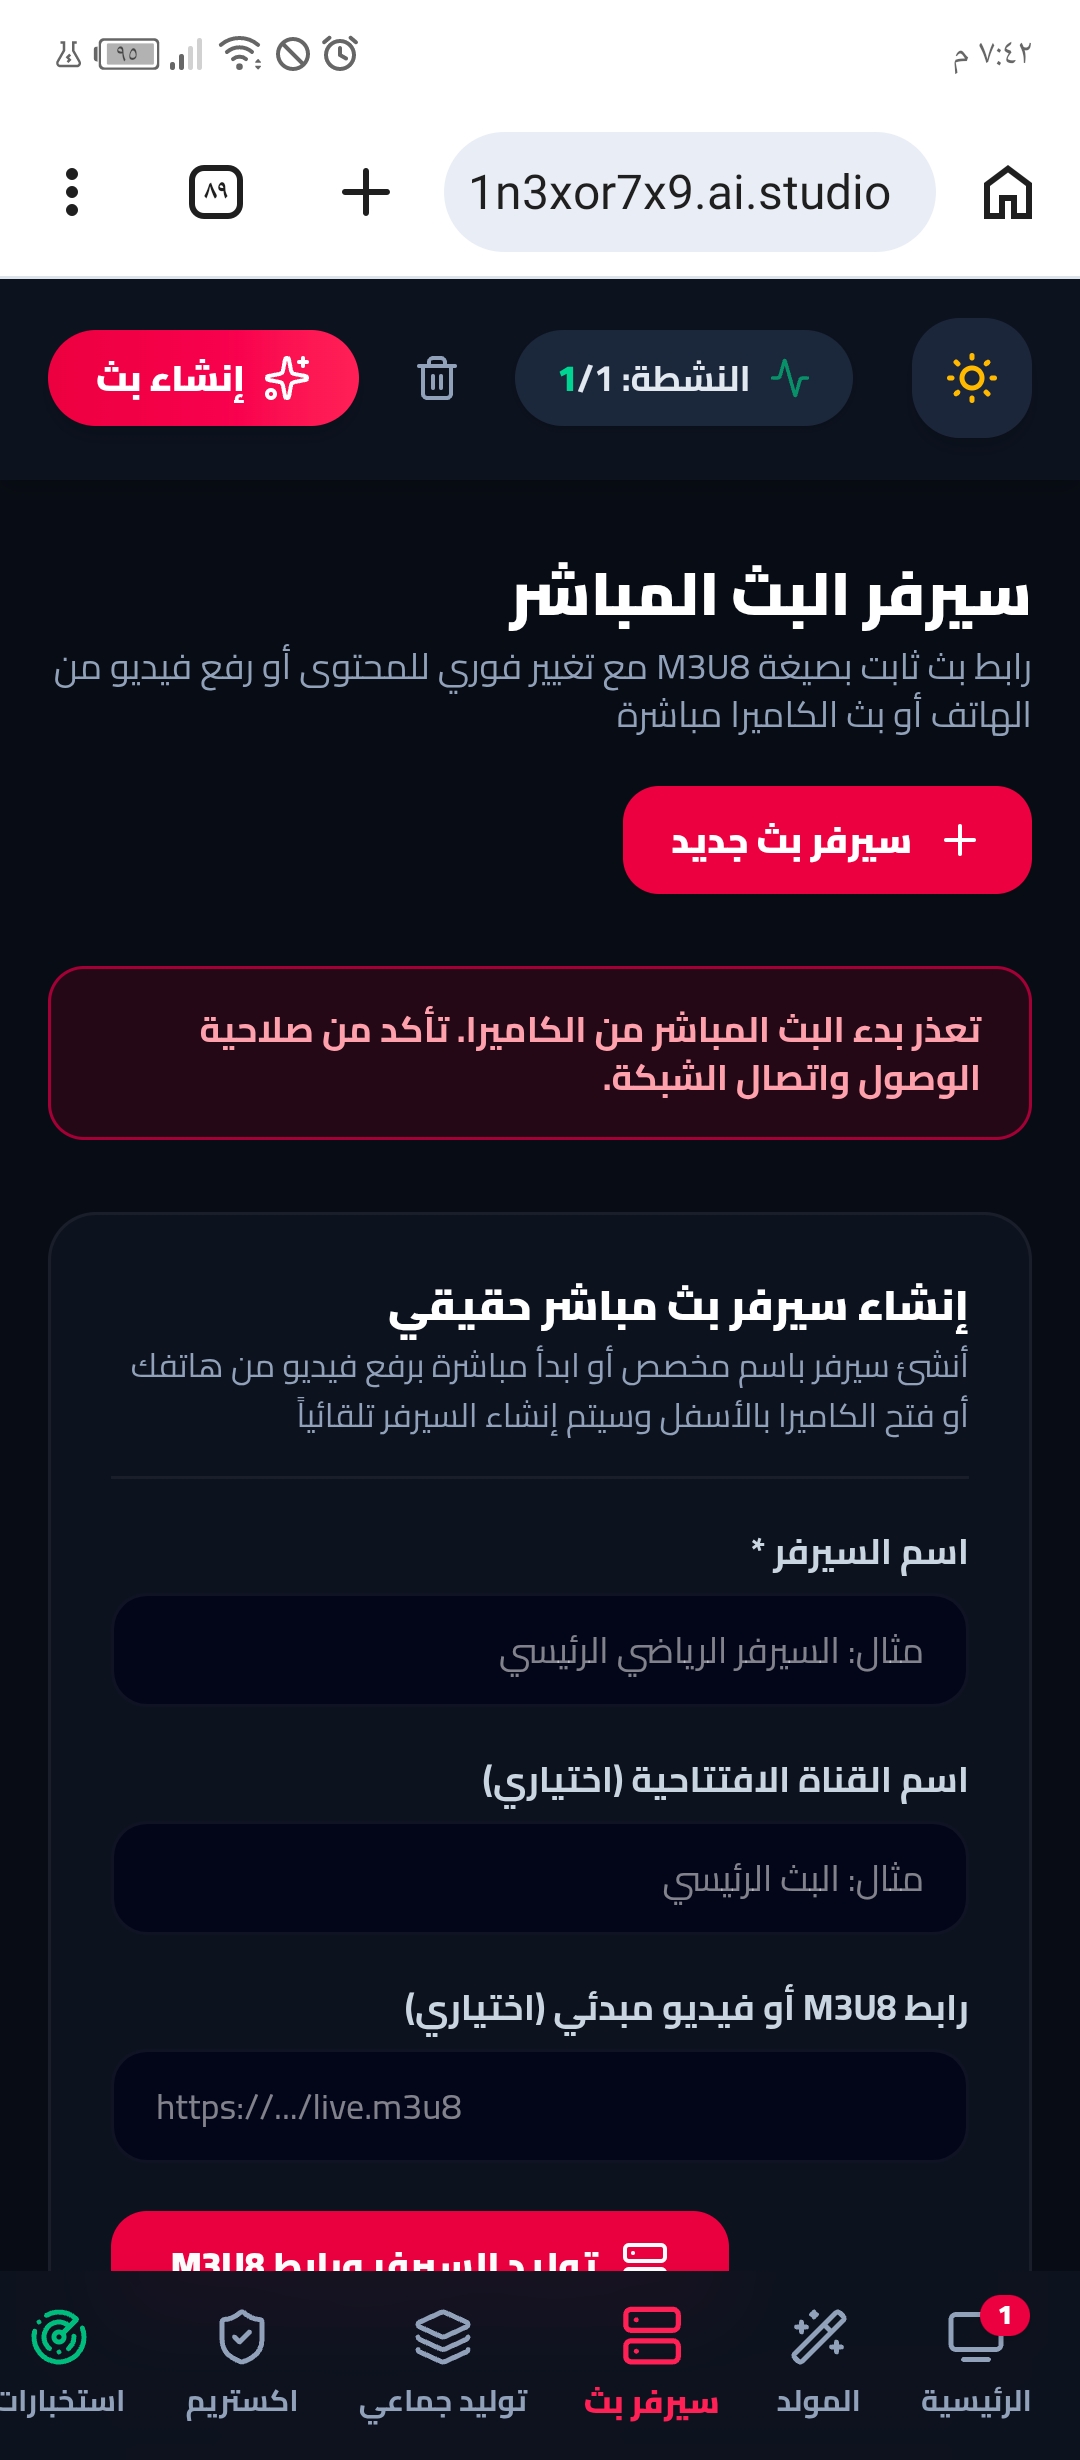 ٧:٤٢ م
٩٥
1n3xor7x9.ai.studio
٨٩
النشطة: 1/1
إنشاء بث
سيرفر البث المباشر
رابط بث ثابت بصيغة M3U8 مع تغيير فوري للمحتوى أو رفع فيديو من
الهاتف أو بث الكاميرا مباشرة
سيرفر بث جديد
تعذر بدء البث المباشر من الكاميرا. تأكد من صلاحية
الوصول واتصال الشبكة.
إنشاء سيرفر بث مباشر حقيقي
أنشئ سيرفر باسم مخصص أو ابدأ مباشرة برفع فيديو من هاتفك
أو فتح الكاميرا بالأسفل وسيتم إنشاء السيرفر تلقائياً
اسم السيرفر *
مثال: السيرفر الرياضي الرئيسي
اسم القناة الافتتاحية (اختياري)
مثال: البث الرئيسي
رابط M3U8 أو فيديو مبدئي (اختياري)
https://.../live.m3u8
توليد السيرفر ورابط M3U8
1
الرئيسية
المولد
سيرفر بث
توليد جماعي
اكستريم
استخبارات